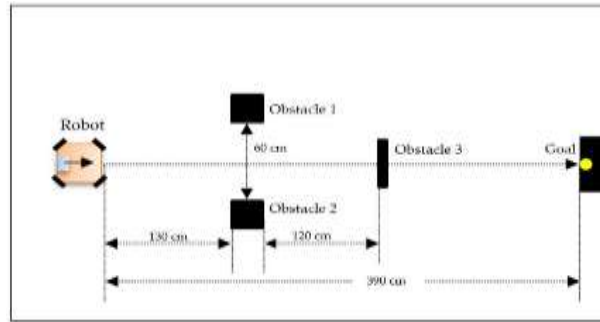 Obstacle 1
Robot
60 cm
Obstacle 3
Goal
Obstacle 2
130 cm
120 cm
390 cm